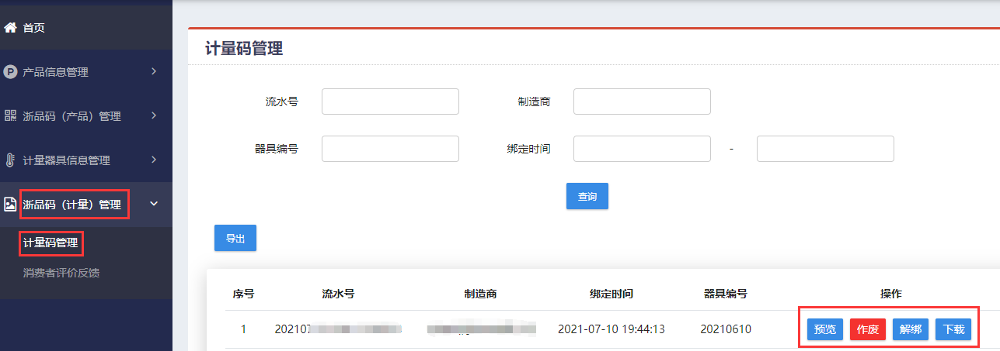 首页
产品信息管理
浙品码（产品）管理
计量器具信息管理
浙品码（计量）管理
计量码管理
消费者评价反馈
计量码管理
流水号 制造商
器具编号 绑定时间 -
查询
导出
序号 流水号 制造商 绑定时间 器具编号 操作
1 202107 2021-07-10 19:44:13 20210610 预览 作废 解绑 下载